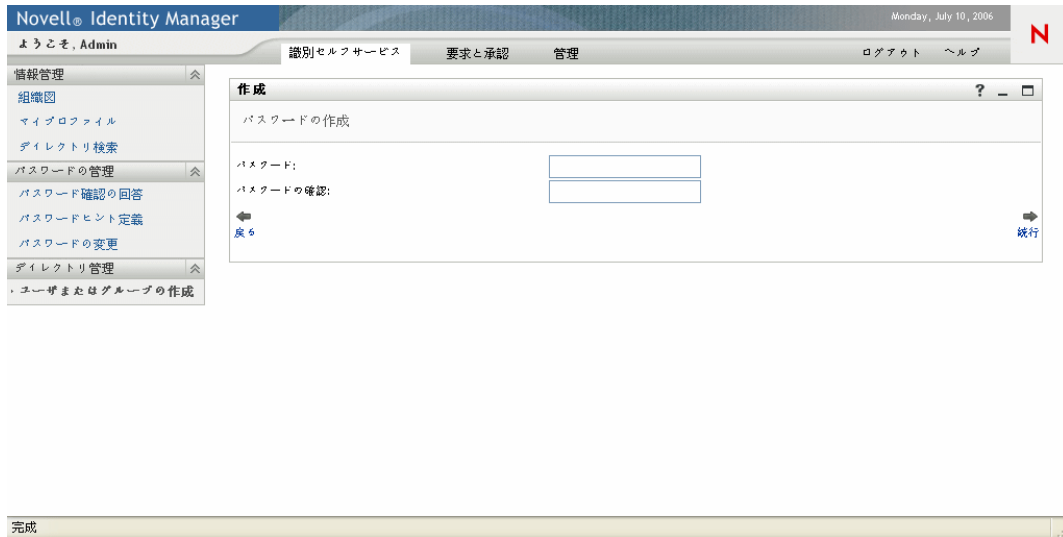 Novell® Identity Manager
Monday, July 10, 2006
N
ようこそ, Admin
識別セルフサービス 要求と承認 管理 ログアウト ヘルプ
情報管理
組織図
マイプロファイル
ディレクトリ検索
パスワードの管理
パスワード確認の回答
パスワードヒント定義
パスワードの変更
ディレクトリ管理
・ユーザまたはグループの作成
作成 ?
パスワードの作成
パスワード:
パスワードの確認:
戻る 続行
完成